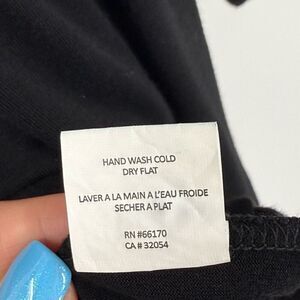 HAND WASH COLD
DRY FLAT
LAVER A LA MAIN A L'EAU FROIDE
SECHER A PLAT
RN #66170
CA # 32054